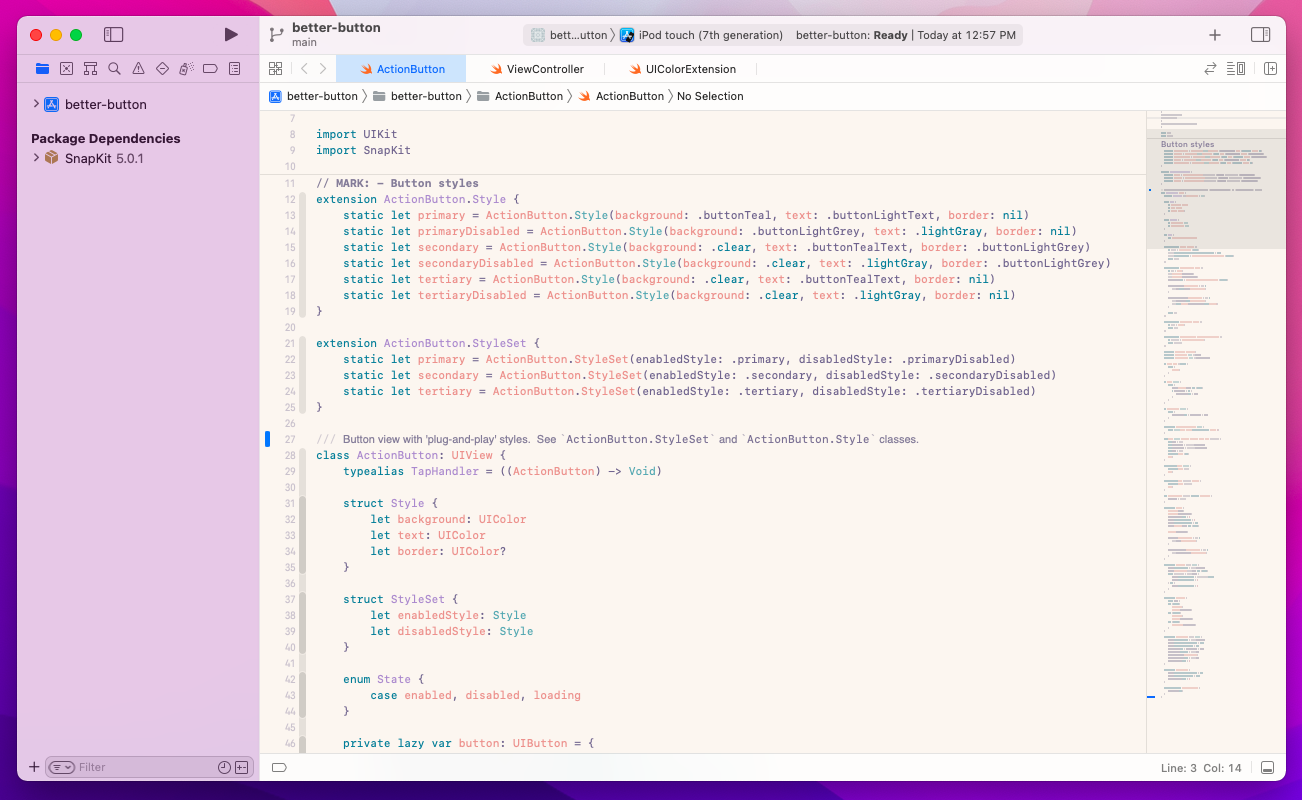 better-button
main
bett...utton
iPod touch (7th generation)
better-button: Ready | Today at 12:57 PM
ActionButton
ViewController
UIColorExtension
better-button
better-button
ActionButton
ActionButton
No Selection
better-button
Package Dependencies
SnapKit 5.0.1
7
8 import UIKit
9 import SnapKit
10
11 // MARK: - Button styles
12 extension ActionButton.Style {
13 static let primary = ActionButton.Style(background: .buttonTeal, text: .buttonLightText, border: nil)
14 static let primaryDisabled = ActionButton.Style(background: .buttonLightGrey, text: .lightGray, border: nil)
15 static let secondary = ActionButton.Style(background: .clear, text: .buttonTealText, border: .buttonLightGrey)
16 static let secondaryDisabled = ActionButton.Style(background: .clear, text: .lightGray, border: .buttonLightGrey)
17 static let tertiary = ActionButton.Style(background: .clear, text: .buttonTealText, border: nil)
18 static let tertiaryDisabled = ActionButton.Style(background: .clear, text: .lightGray, border: nil)
19 }
20
21 extension ActionButton.StyleSet {
22 static let primary = ActionButton.StyleSet(enabledStyle: .primary, disabledStyle: .primaryDisabled)
23 static let secondary = ActionButton.StyleSet(enabledStyle: .secondary, disabledStyle: .secondaryDisabled)
24 static let tertiary = ActionButton.StyleSet(enabledStyle: .tertiary, disabledStyle: .tertiaryDisabled)
25 }
26
27 /// Button view with 'plug-and-play' styles. See `ActionButton.StyleSet` and `ActionButton.Style` classes.
28 class ActionButton: UIView {
29 typealias TapHandler = ((ActionButton) -> Void)
30
31 struct Style {
32 let background: UIColor
33 let text: UIColor
34 let border: UIColor?
35 }
36
37 struct StyleSet {
38 let enabledStyle: Style
39 let disabledStyle: Style
40 }
41
42 enum State {
43 case enabled, disabled, loading
44 }
45
46 private lazy var button: UIButton = {
Button styles
Filter
Line: 3 Col: 14